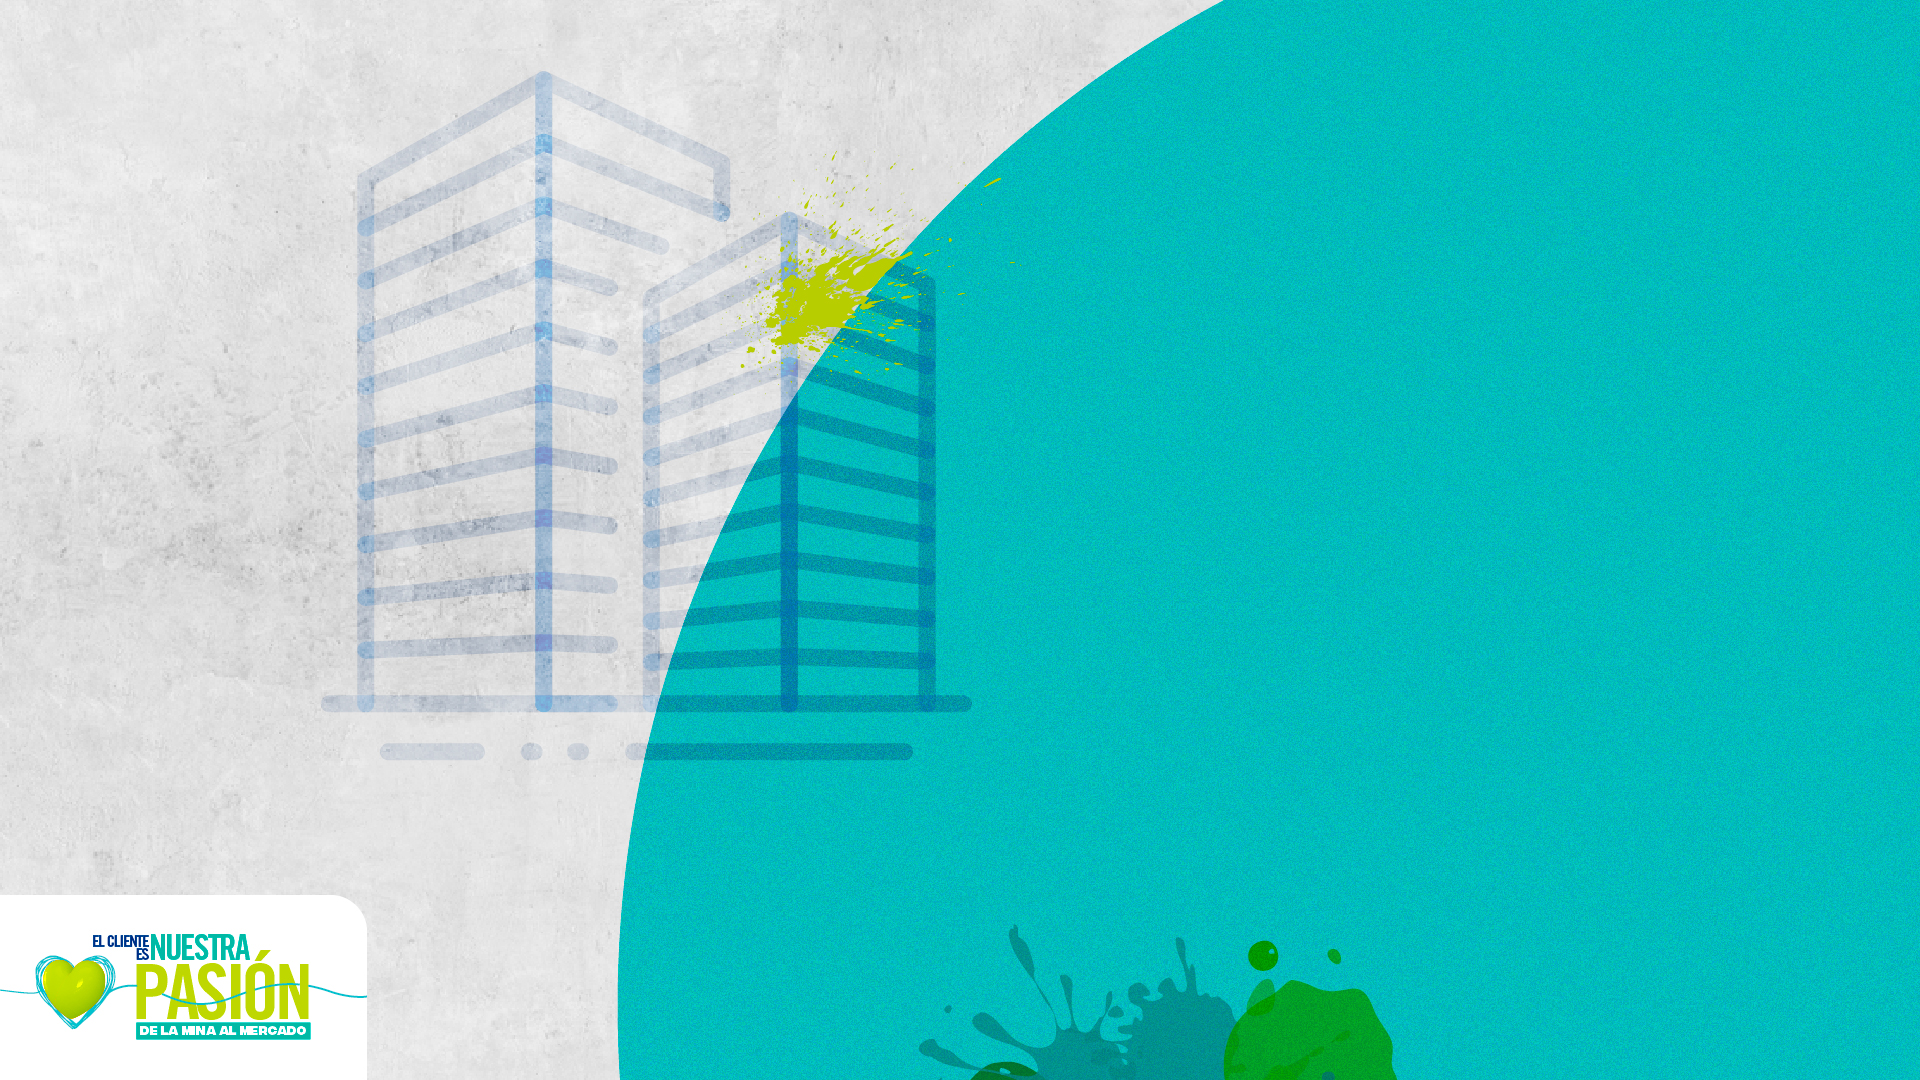 EL CLIENTE
ES NUESTRA
PASIÓN
DE LA MINA AL MERCADO